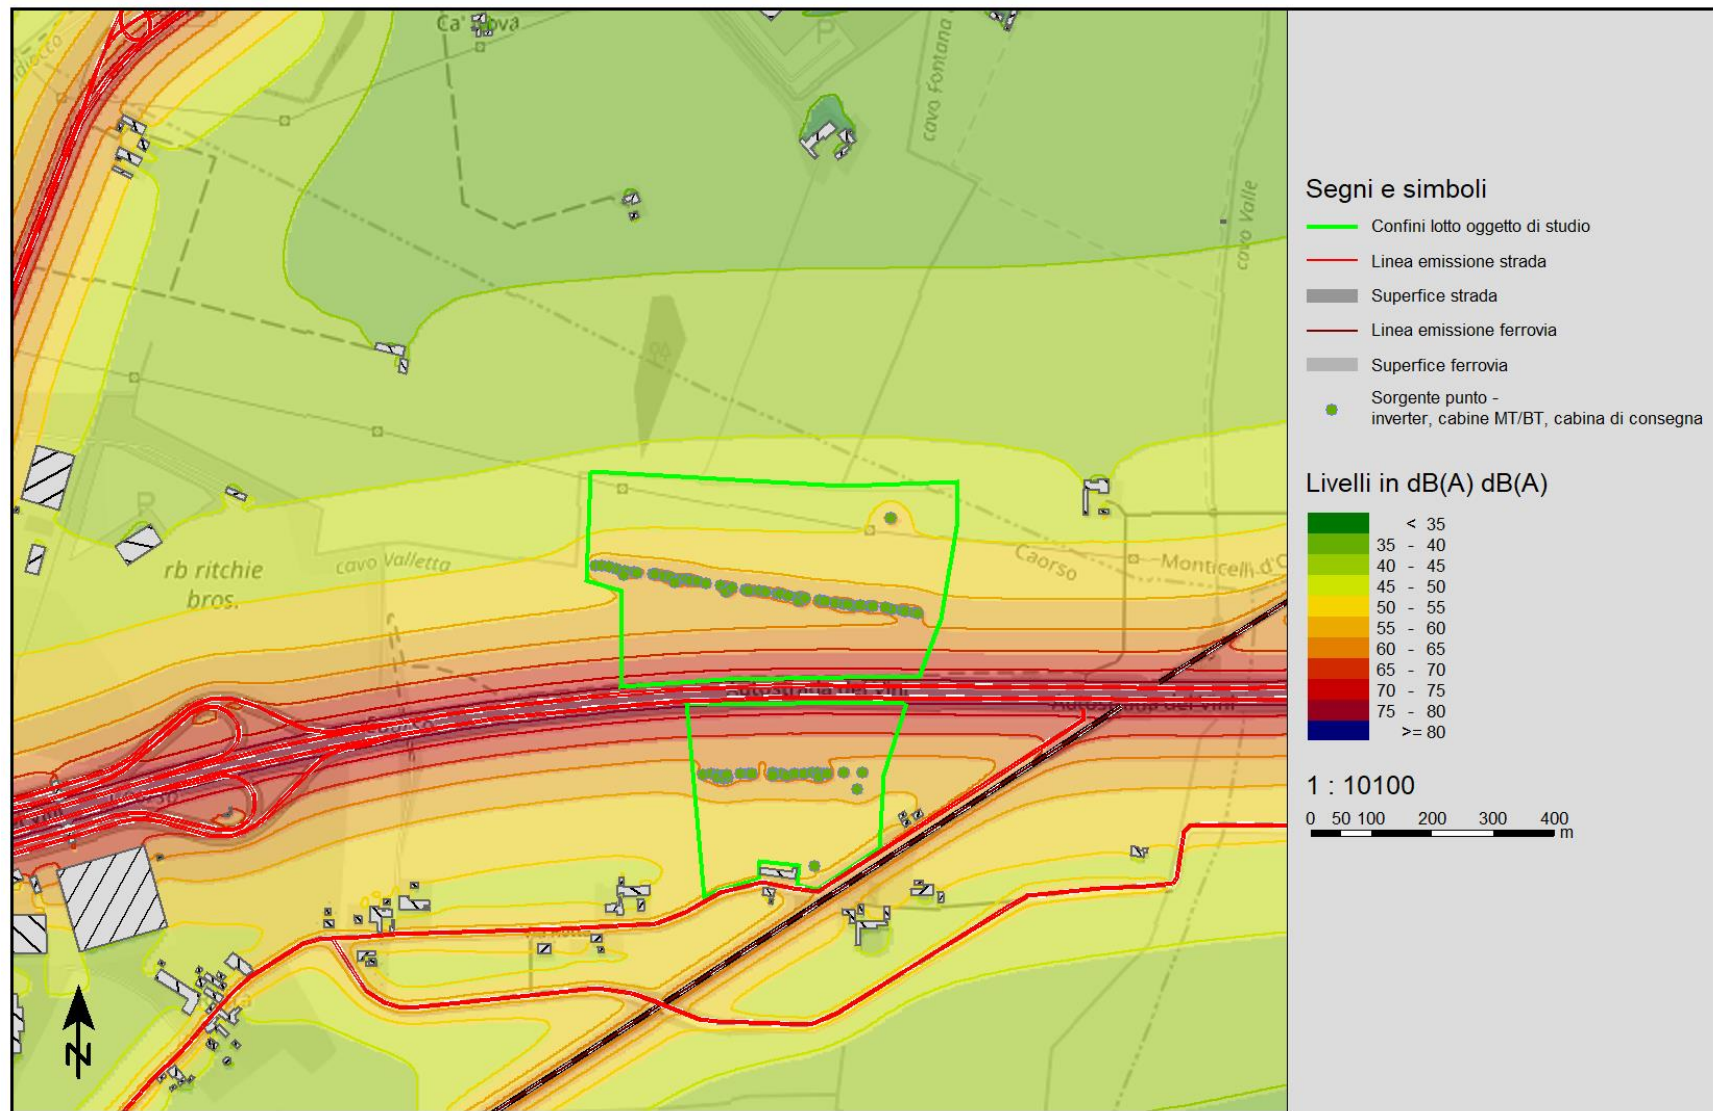 Ca' Nova
P
cavo Fontana
cavo Valle
P
rb ritchie
bros.
cavo Valletta
Caorso
Monticelli d'O
Autostrada dei Vini
Autostrada dei Vini
Caorso
Segni e simboli
Confini lotto oggetto di studio
Linea emissione strada
Superfice strada
Linea emissione ferrovia
Superfice ferrovia
Sorgente punto -
inverter, cabine MT/BT, cabina di consegna
Livelli in dB(A) dB(A)
< 35
35 - 40
40 - 45
45 - 50
50 - 55
55 - 60
60 - 65
65 - 70
70 - 75
75 - 80
>= 80
1 : 10100
0 50 100 200 300 400
m
N